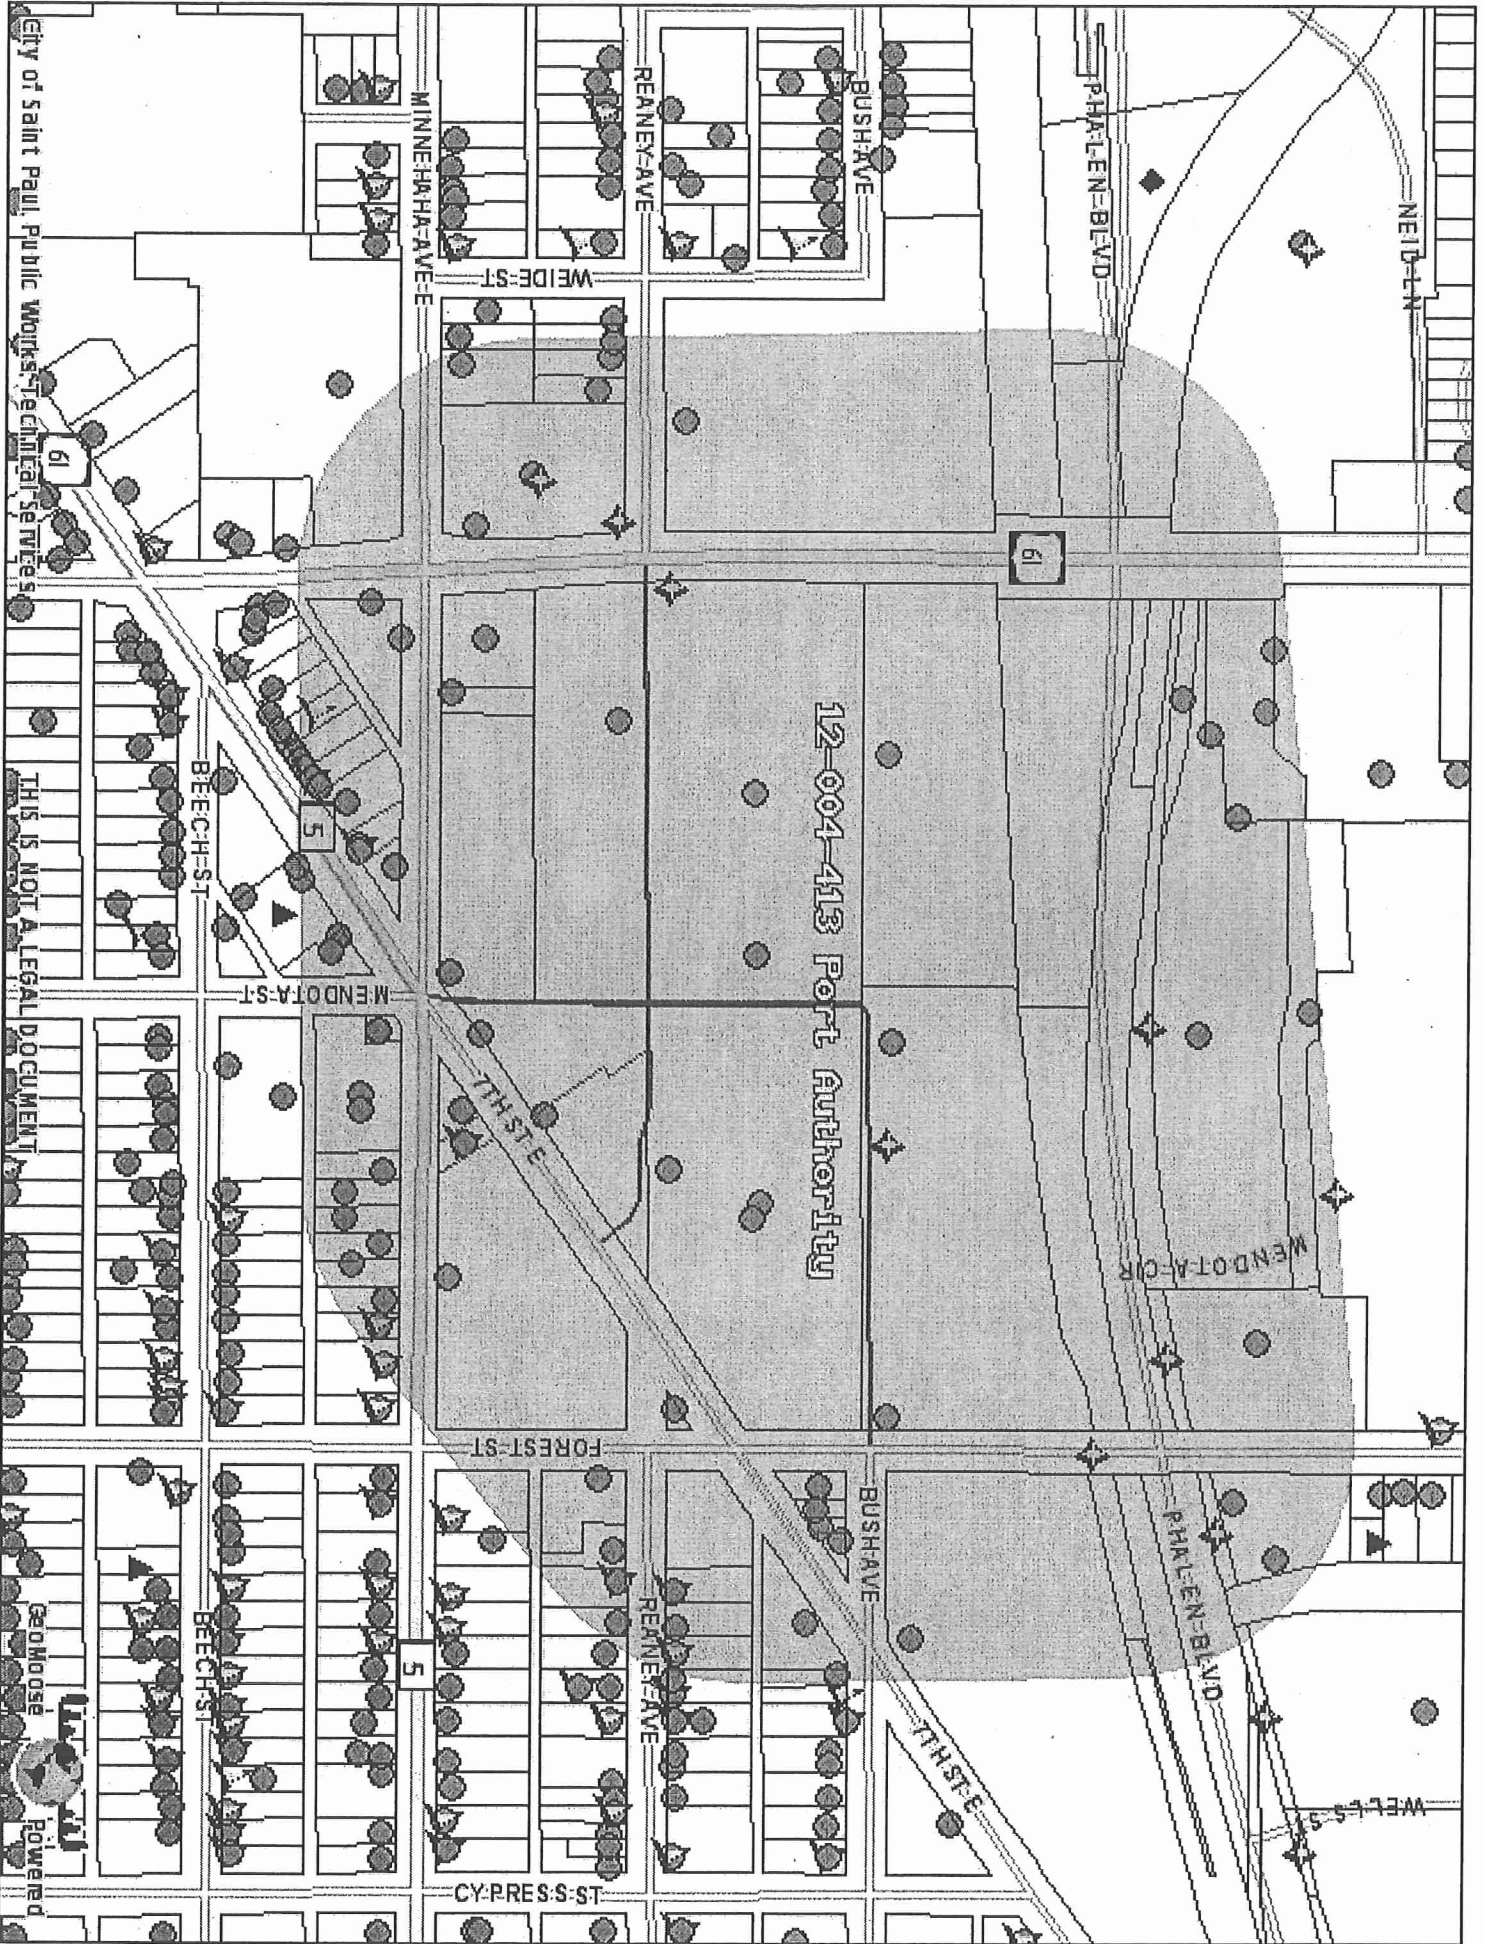 NEID-LN
PHALEN-BLVD
61
BUSH-AVE
REANEY-AVE
WEIDE-ST
MINNEHAHA-AVE-E
61
12-004-413 Port Authority
MENDOTA-CIR
PHALEN-BLVD
WELLS-ST
BUSH-AVE
7TH-ST-E
7TH-ST-E
FOREST-ST
REANEY-AVE
CYPRESS-ST
MENDOTA-ST
5
5
BEECH-ST
BEECH-ST
City of Saint Paul, Public Works, Technical Services
THIS IS NOT A LEGAL DOCUMENT
GeoMoose
Powered